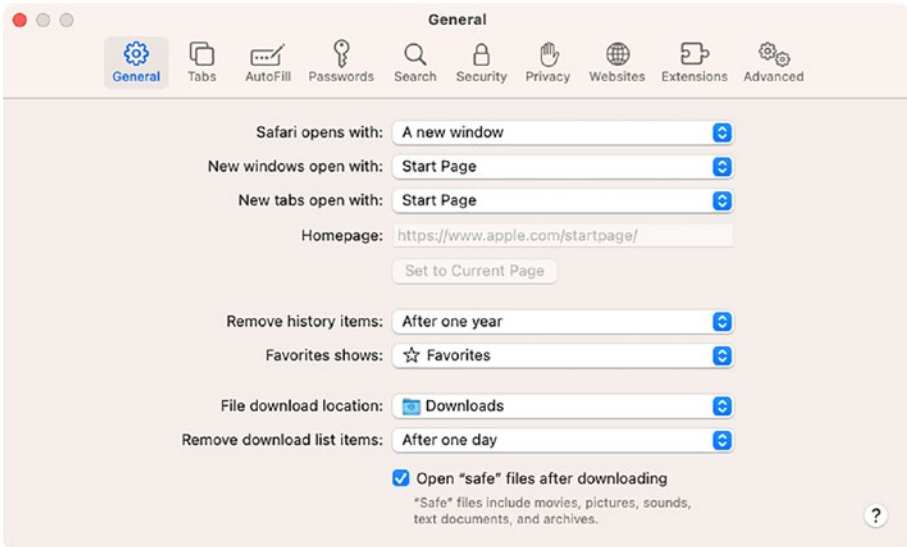 General
General Tabs AutoFill Passwords Search Security Privacy Websites Extensions Advanced
Safari opens with: A new window
New windows open with: Start Page
New tabs open with: Start Page
Homepage: https://www.apple.com/startpage/
Set to Current Page
Remove history items: After one year
Favorites shows: Favorites
File download location: Downloads
Remove download list items: After one day
Open “safe” files after downloading
“Safe” files include movies, pictures, sounds,
text documents, and archives.
?